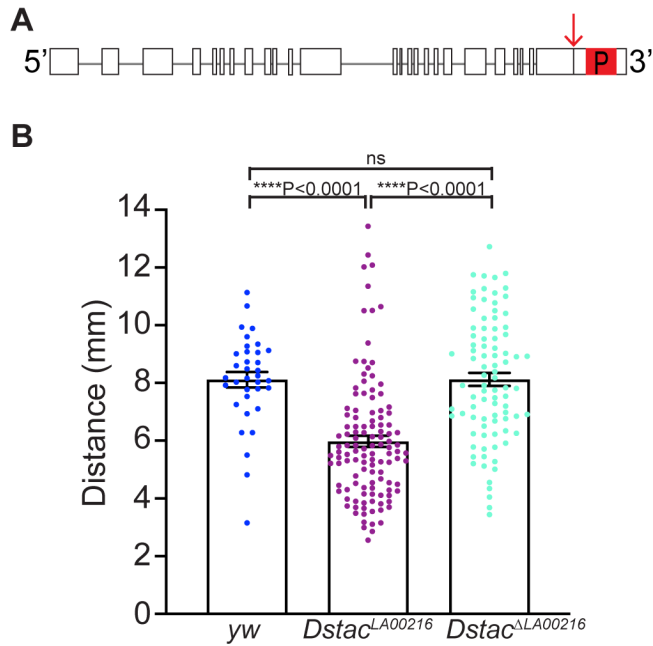 A
5’ P 3’
B
ns
****P<0.0001 ****P<0.0001
14
12
10
8
6
4
2
0
Distance (mm)
yw Dstac^LA00216 Dstac^ΔLA00216